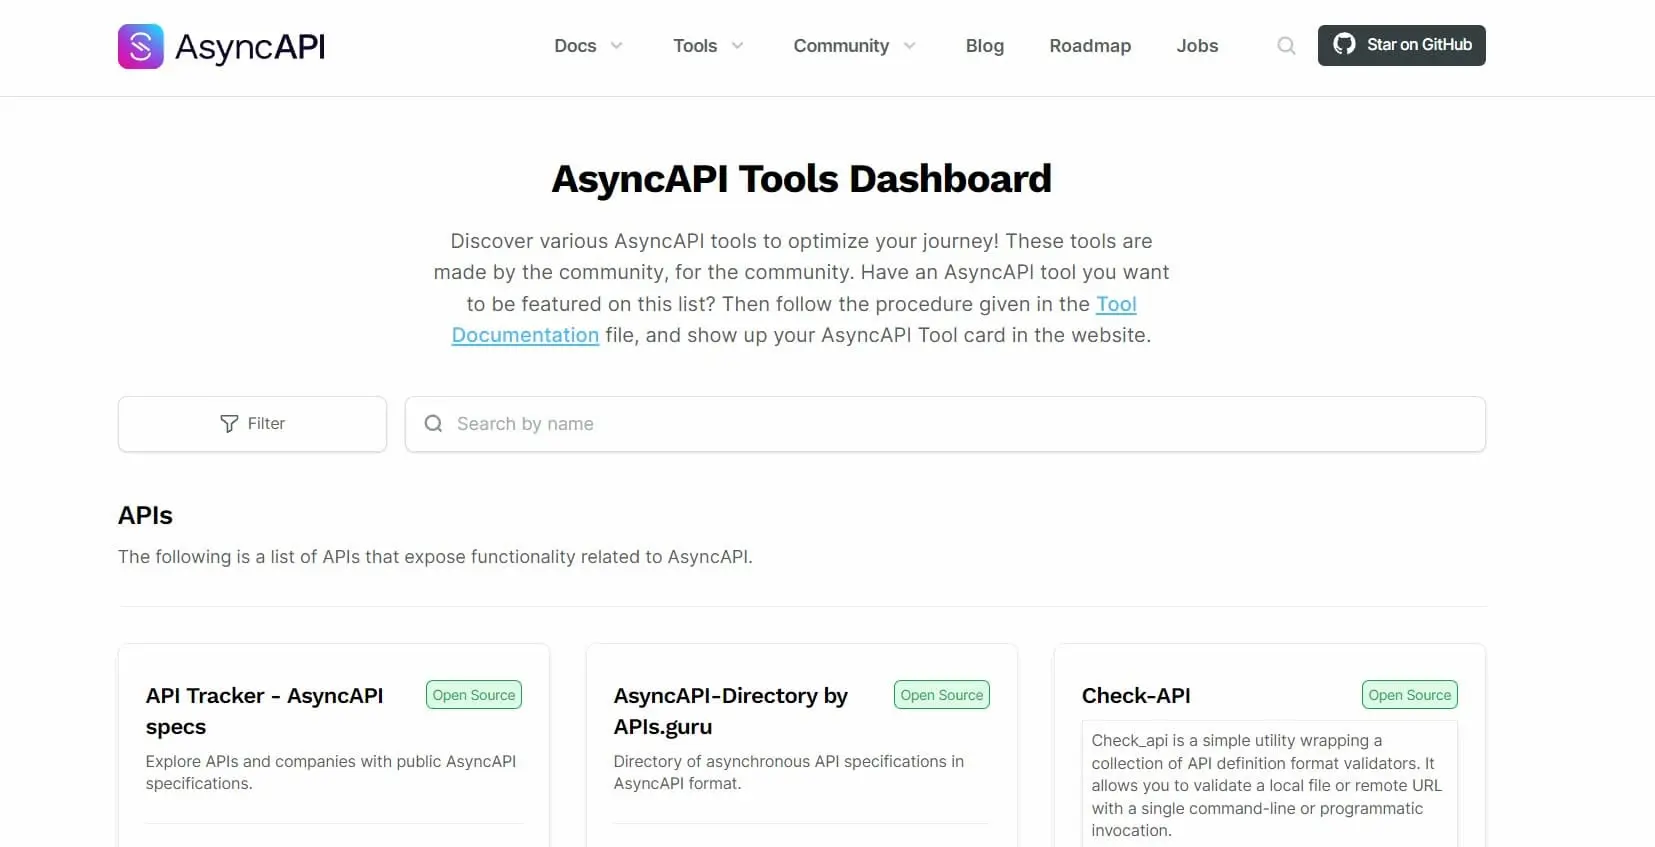 AsyncAPI
Docs Tools Community Blog Roadmap Jobs Star on GitHub
AsyncAPI Tools Dashboard
Discover various AsyncAPI tools to optimize your journey! These tools are
made by the community, for the community. Have an AsyncAPI tool you want
to be featured on this list? Then follow the procedure given in the Tool
Documentation file, and show up your AsyncAPI Tool card in the website.
Filter
Search by name
APIs
The following is a list of APIs that expose functionality related to AsyncAPI.
API Tracker - AsyncAPI
specs
Open Source
Explore APIs and companies with public AsyncAPI
specifications.
AsyncAPI-Directory by
APIs.guru
Open Source
Directory of asynchronous API specifications in
AsyncAPI format.
Check-API
Open Source
Check_api is a simple utility wrapping a
collection of API definition format validators. It
allows you to validate a local file or remote URL
with a single command-line or programmatic
invocation.